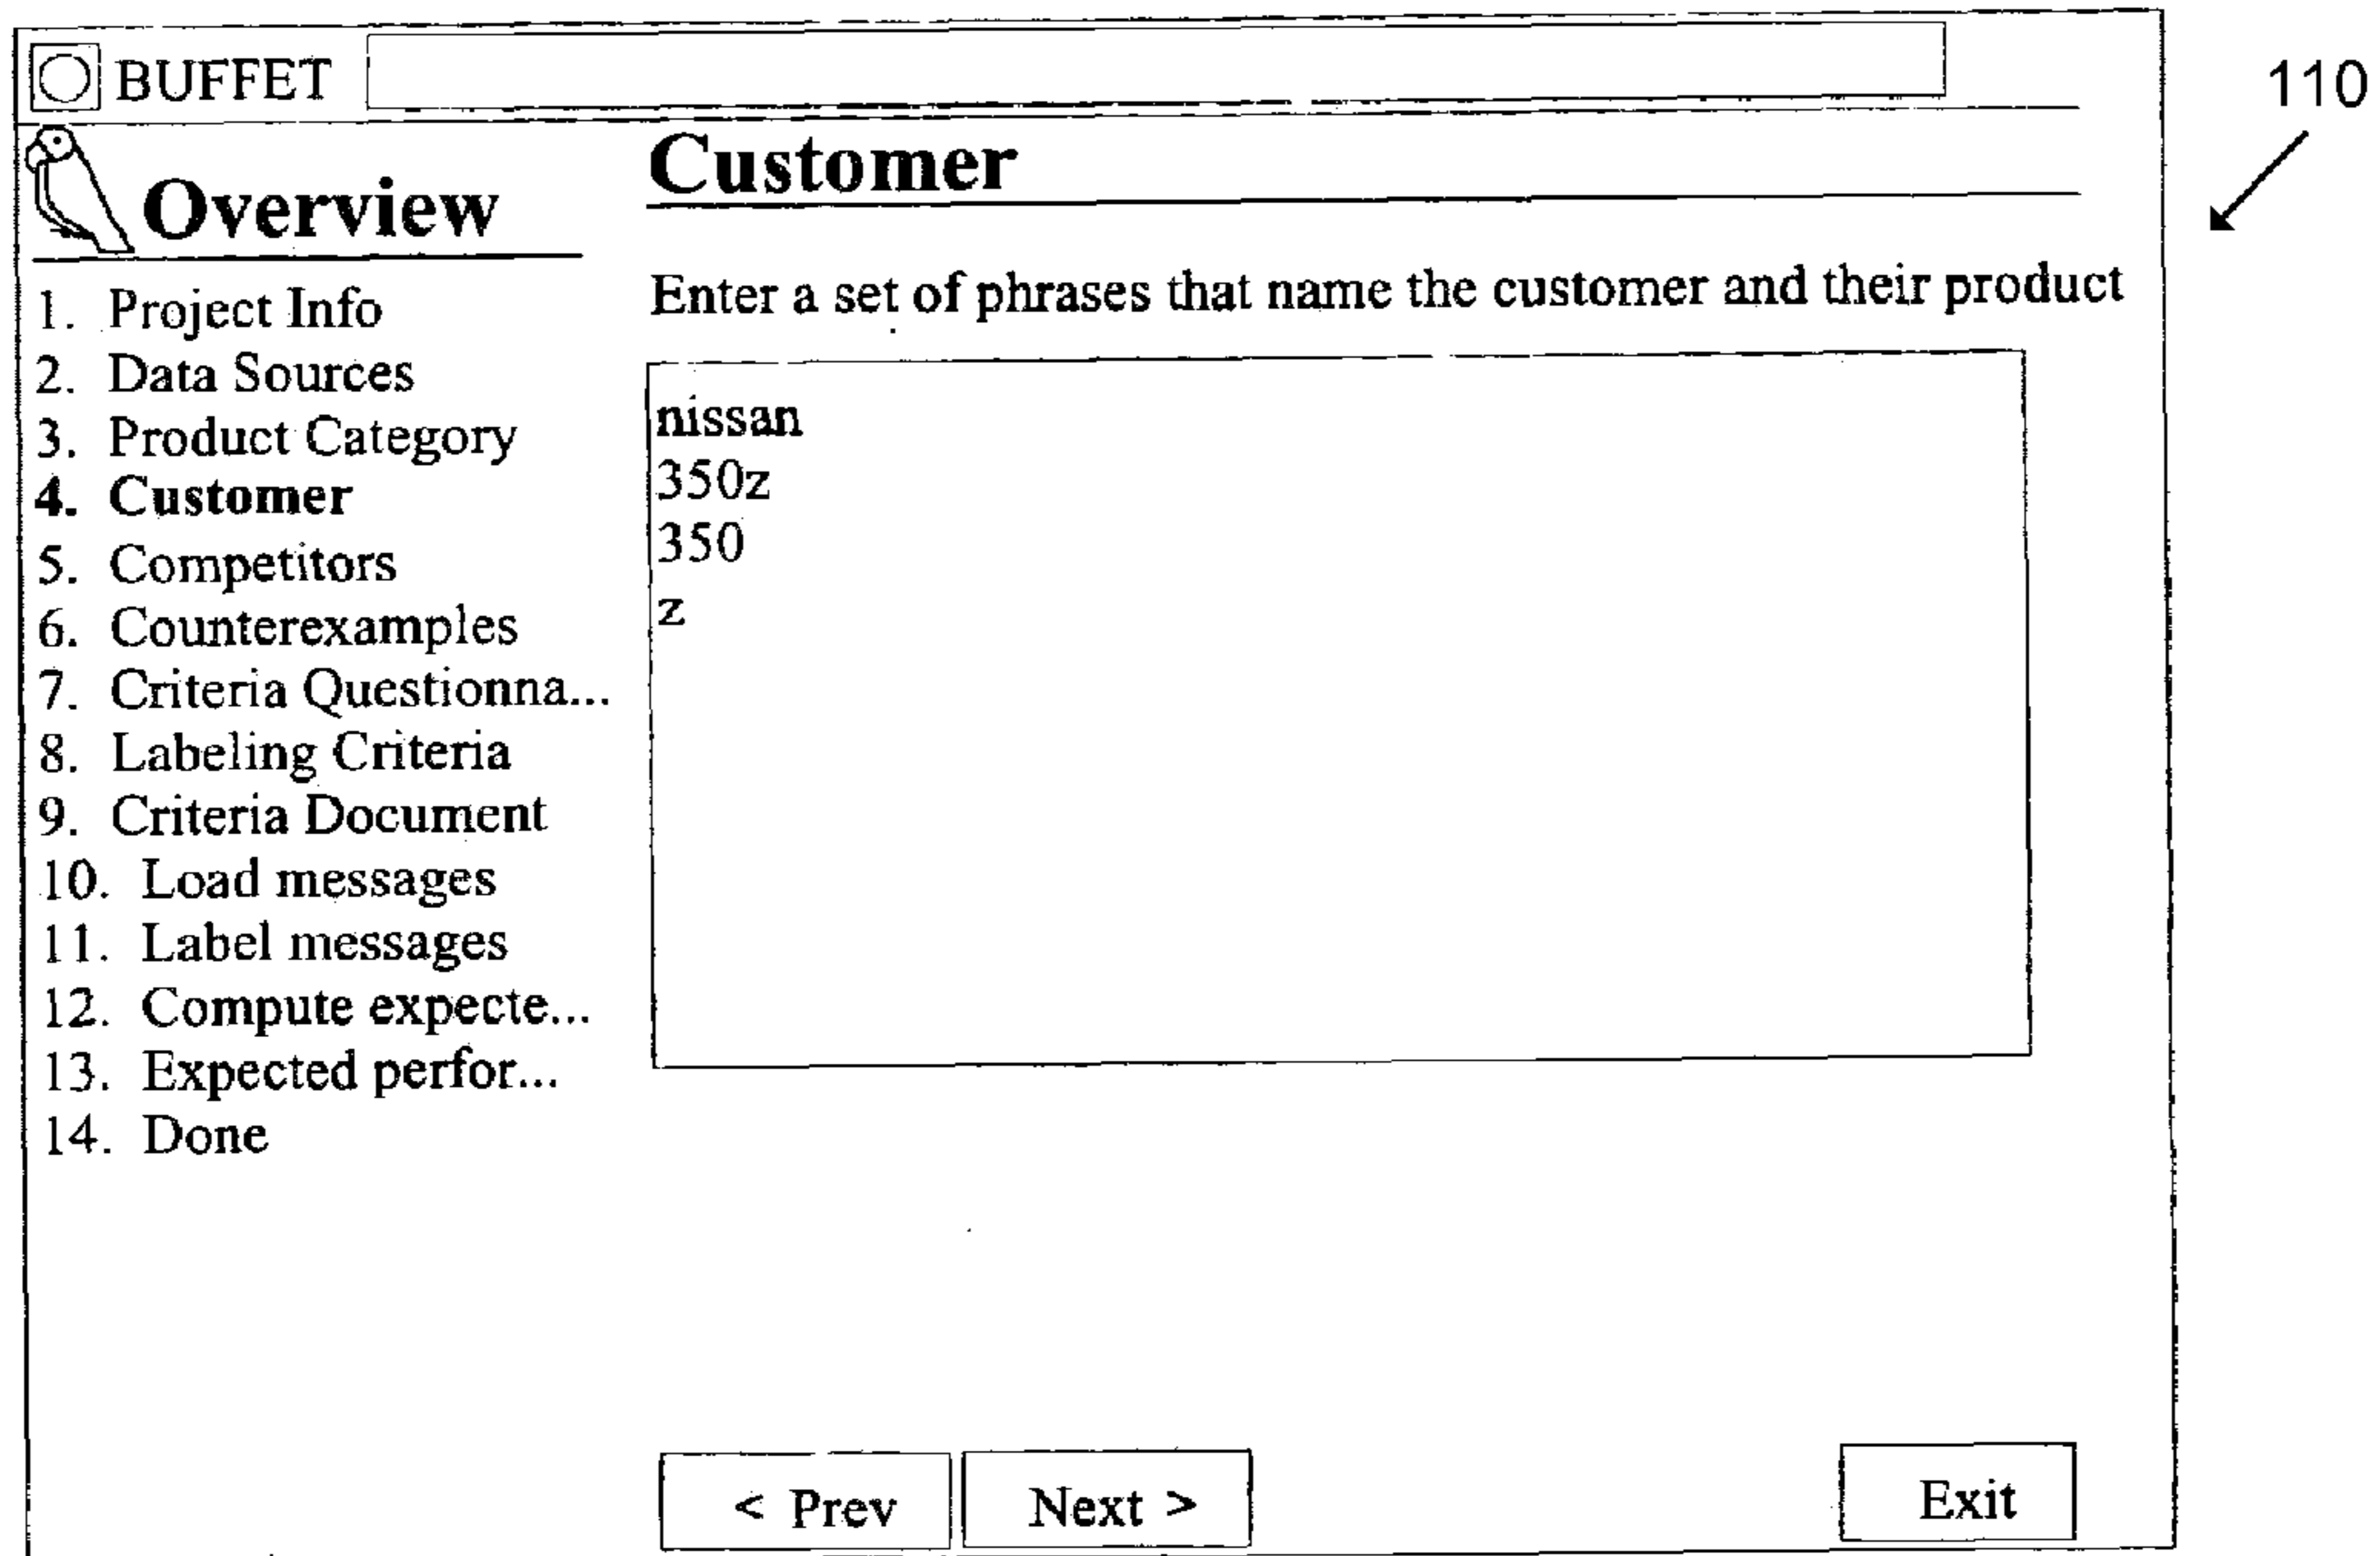 BUFFET
110
Overview
1. Project Info
2. Data Sources
3. Product Category
4. Customer
5. Competitors
6. Counterexamples
7. Criteria Questionna...
8. Labeling Criteria
9. Criteria Document
10. Load messages
11. Label messages
12. Compute expecte...
13. Expected perfor...
14. Done
Customer
Enter a set of phrases that name the customer and their product
nissan
350z
350
z
< Prev
Next >
Exit